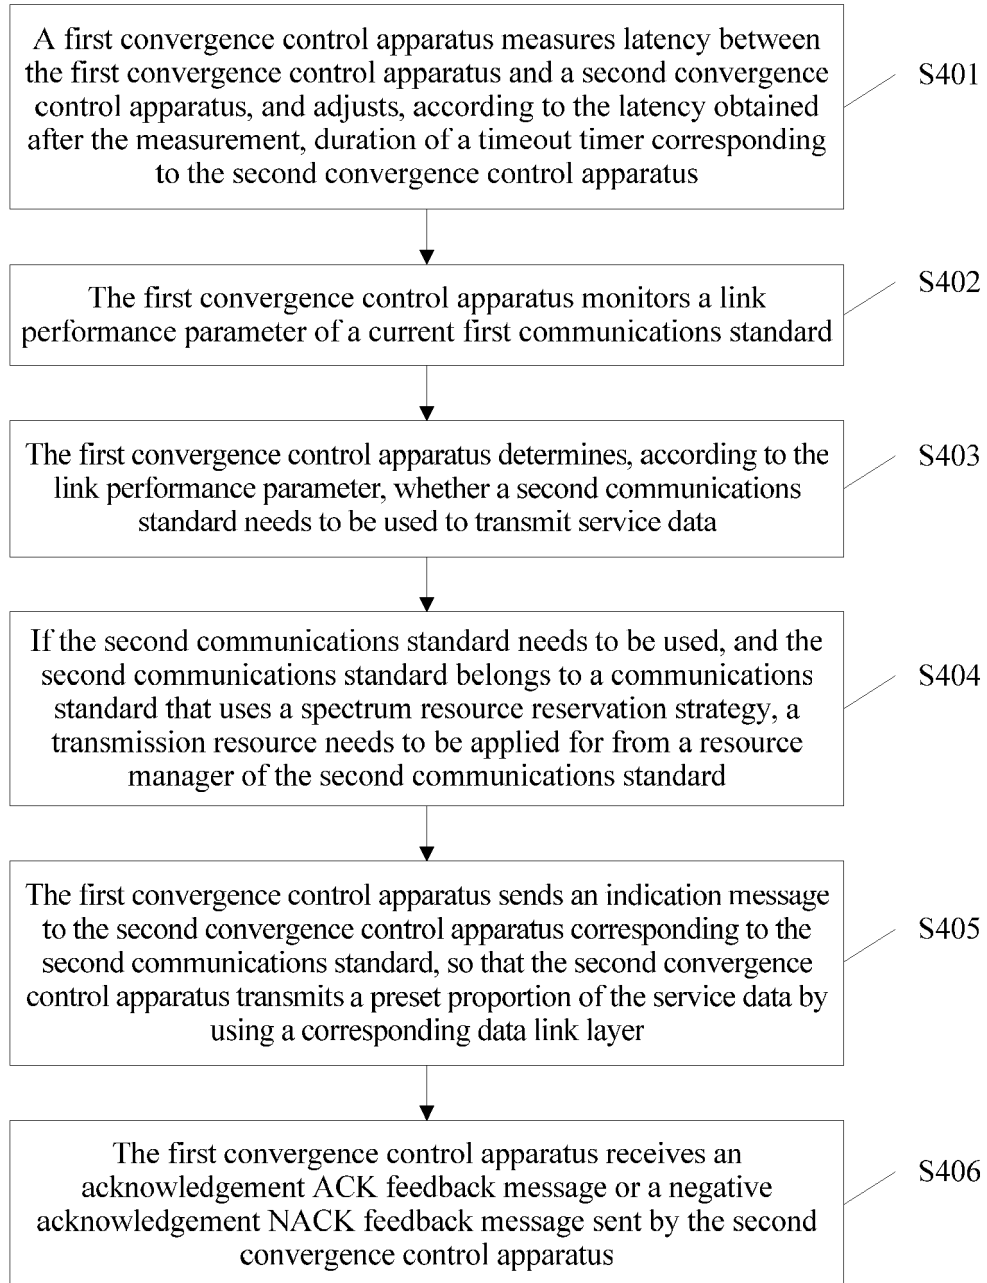 A first convergence control apparatus measures latency between
the first convergence control apparatus and a second convergence
control apparatus, and adjusts, according to the latency obtained
after the measurement, duration of a timeout timer corresponding
to the second convergence control apparatus
S401
The first convergence control apparatus monitors a link
performance parameter of a current first communications standard
S402
The first convergence control apparatus determines, according to the
link performance parameter, whether a second communications
standard needs to be used to transmit service data
S403
If the second communications standard needs to be used, and the
second communications standard belongs to a communications
standard that uses a spectrum resource reservation strategy, a
transmission resource needs to be applied for from a resource
manager of the second communications standard
S404
The first convergence control apparatus sends an indication message
to the second convergence control apparatus corresponding to the
second communications standard, so that the second convergence
control apparatus transmits a preset proportion of the service data by
using a corresponding data link layer
S405
The first convergence control apparatus receives an
acknowledgement ACK feedback message or a negative
acknowledgement NACK feedback message sent by the second
convergence control apparatus
S406